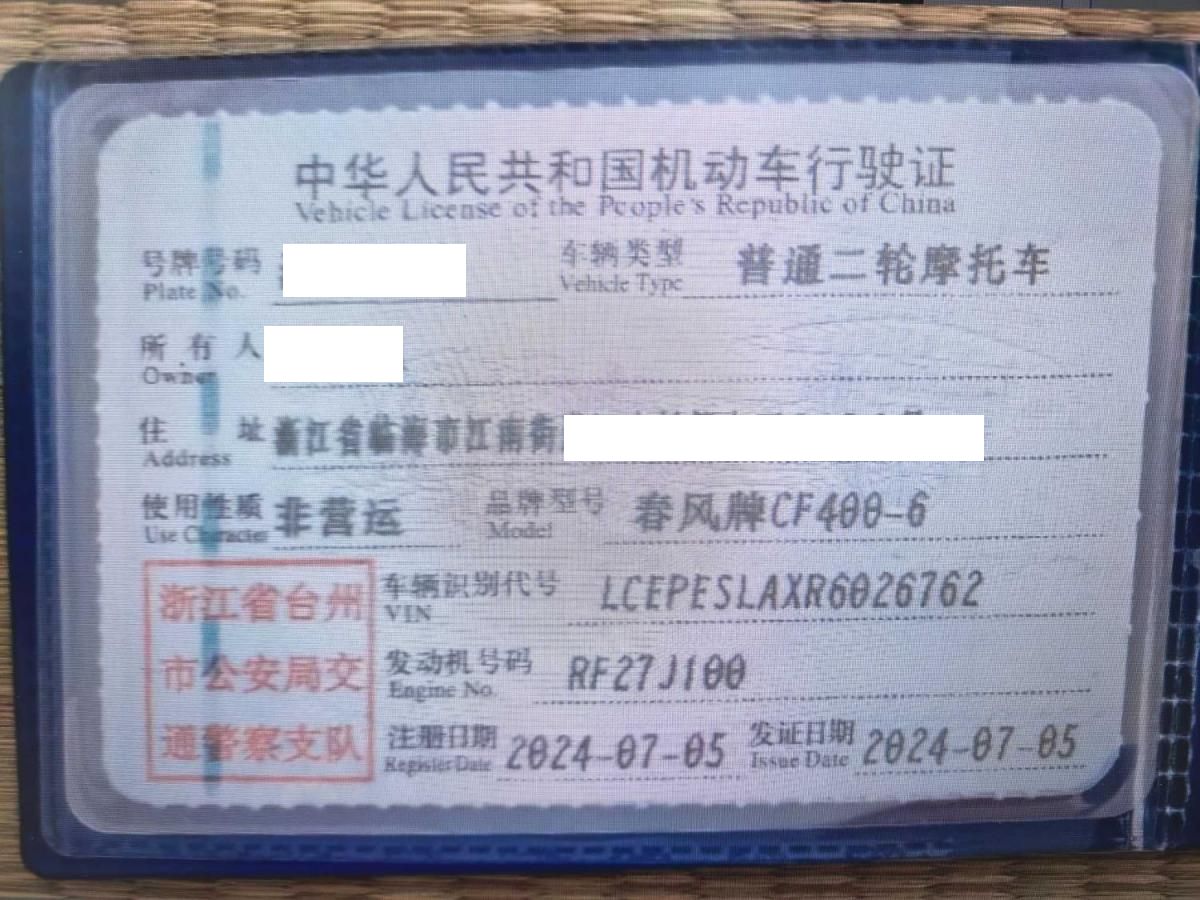 中华人民共和国机动车行驶证
Vehicle License of the People's Republic of China
号牌号码 车辆类型 普通二轮摩托车
Plate No. Vehicle Type
所有人
Owner
住址 浙江省临海市江南街
Address
使用性质 非营运 品牌型号 春风牌CF400-6
Use Character Model
浙江省台州 车辆识别代号 LCEPESLAXR6026762
VIN
市公安局交 发动机号码 RF27J100
Engine No.
通警察支队 注册日期 2024-07-05 发证日期 2024-07-05
Register Date Issue Date